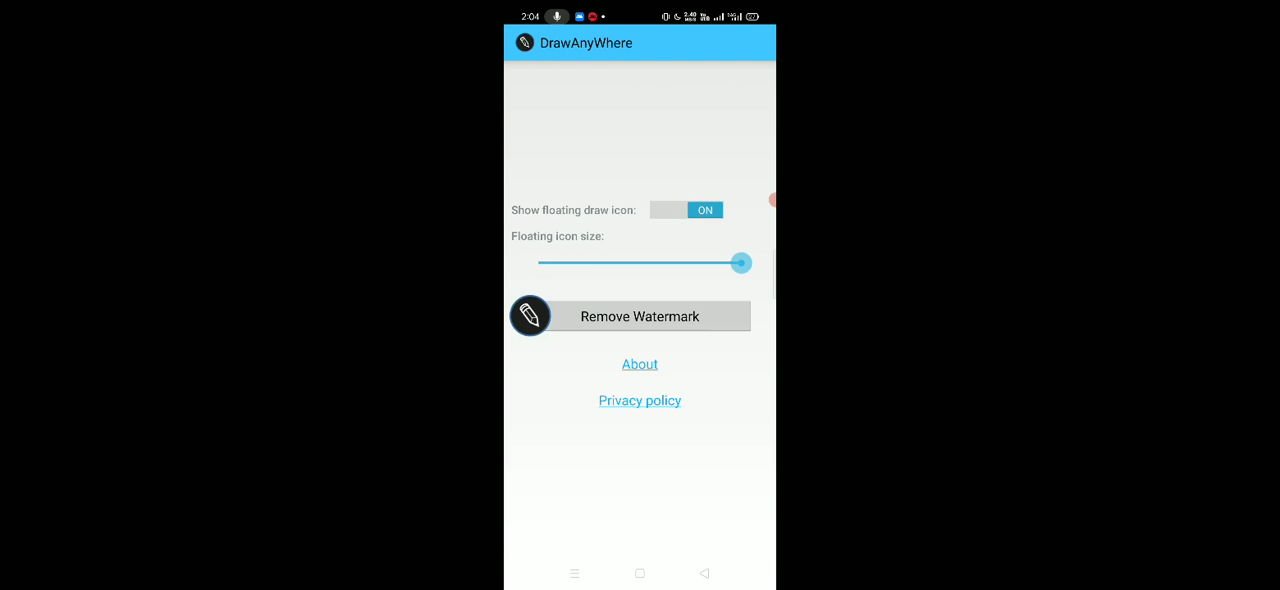 2:04
DrawAnyWhere
Show floating draw icon:
ON
Floating icon size:
Remove Watermark
About
Privacy policy